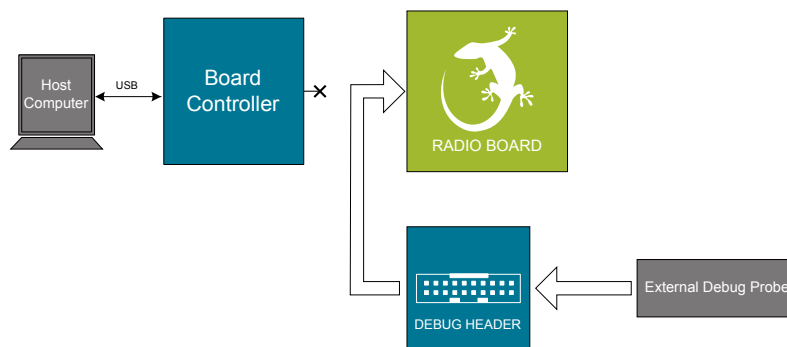 Host
Computer
USB
Board
Controller
RADIO BOARD
DEBUG HEADER
External Debug Probe